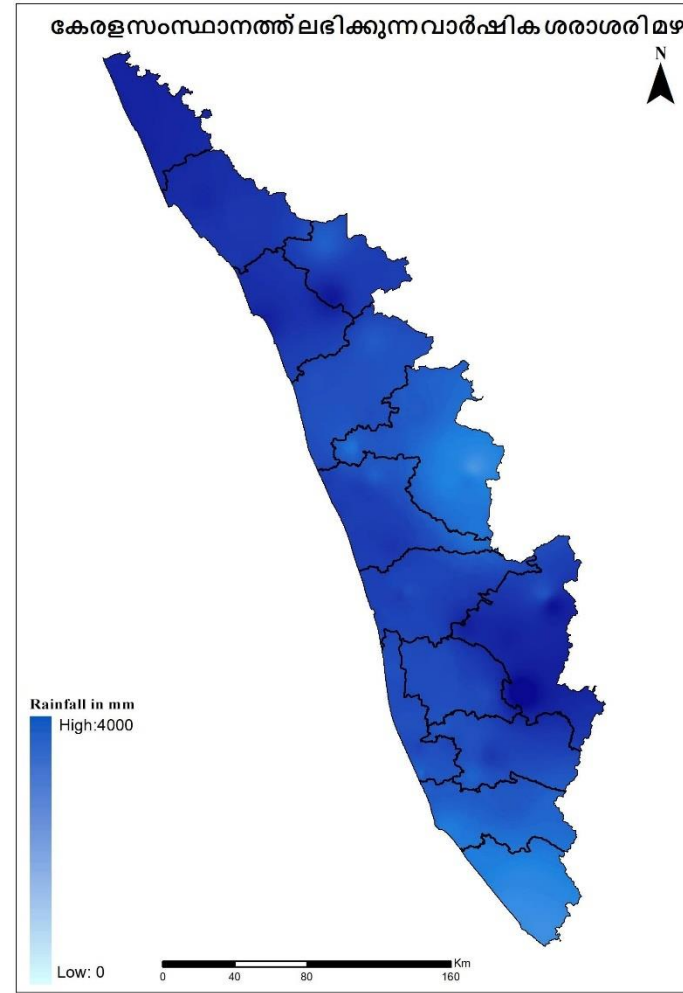 കേരളസംസ്ഥാനത്ത് ലഭിക്കുന്ന വാർഷിക ശരാശരി മഴ
N
Rainfall in mm
High:4000
Low: 0
Km
0 40 80 160